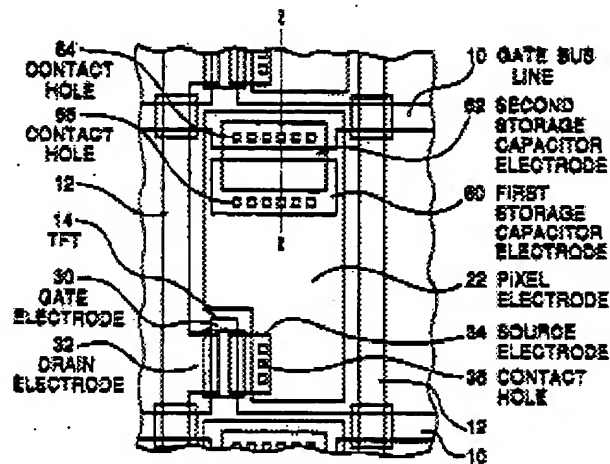 64
CONTACT
HOLE
66
CONTACT
HOLE
12
14
TFT
30
GATE
ELECTRODE
32
DRAIN
ELECTRODE
10 GATE BUS
LINE
62 SECOND
STORAGE
CAPACITOR
ELECTRODE
60 FIRST
STORAGE
CAPACITOR
ELECTRODE
22 PIXEL
ELECTRODE
34 SOURCE
ELECTRODE
36 CONTACT
HOLE
12
10